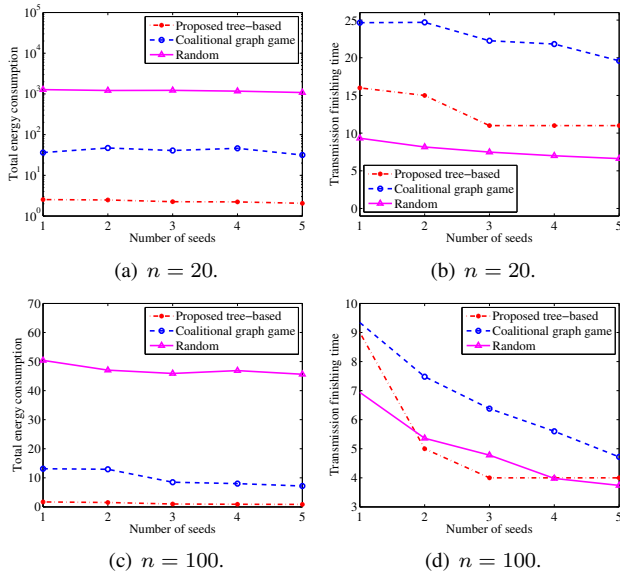 10^5
10^4
10^3
10^2
10^1
10^0
Total energy consumption
Proposed tree−based
Coalitional graph game
Random
1 2 3 4 5
Number of seeds
(a) n = 20.
25
20
15
10
5
0
Transmission finishing time
Proposed tree−based
Coalitional graph game
Random
1 2 3 4 5
Number of seeds
(b) n = 20.
70
60
50
40
30
20
10
0
Total energy consumption
Proposed tree−based
Coalitional graph game
Random
1 2 3 4 5
Number of seeds
(c) n = 100.
10
9
8
7
6
5
4
3
Transmission finishing time
Proposed tree−based
Coalitional graph game
Random
1 2 3 4 5
Number of seeds
(d) n = 100.